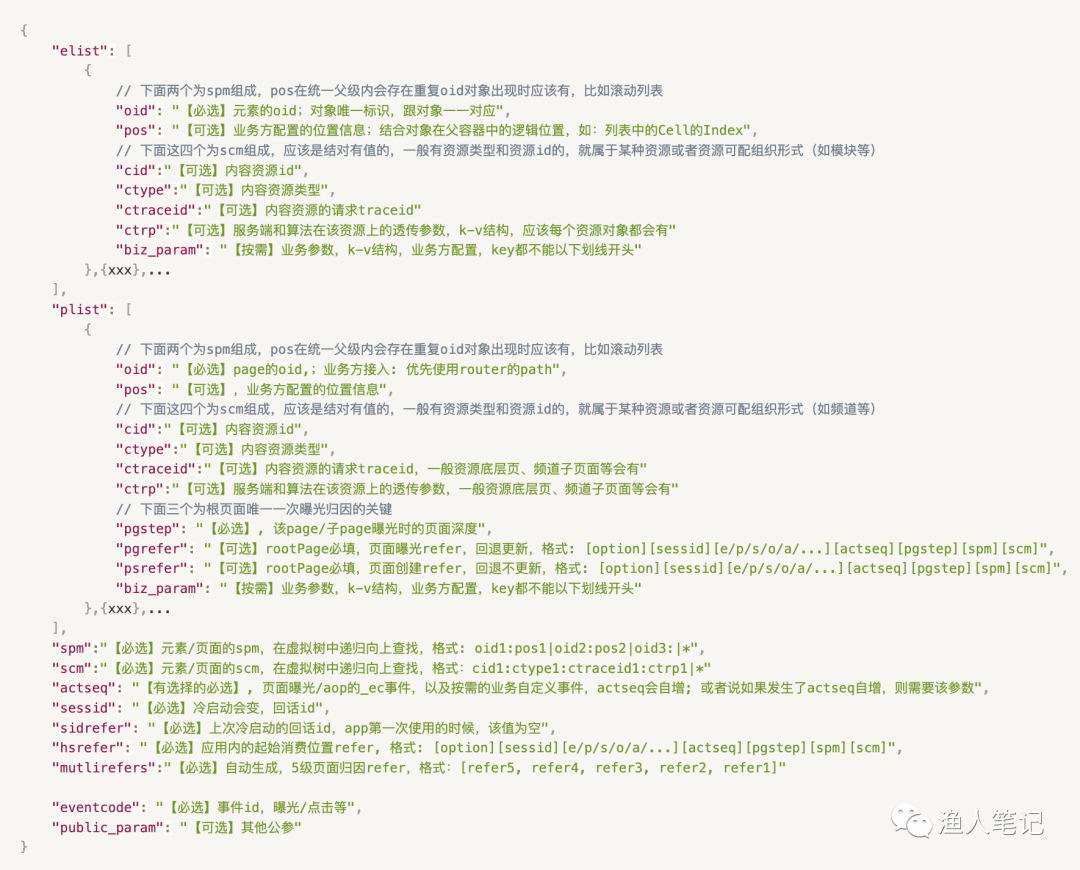 {
"elist": [
{
// 下面两个为spm组成，pos在统一父级内会存在重复oid对象出现时应该有，比如滚动列表
"oid": "【必选】元素的oid；对象唯一标识，跟对象一一对应",
"pos": "【可选】业务方配置的位置信息；结合对象在父容器中的逻辑位置，如：列表中的Cell的Index",
// 下面这四个为scm组成，应该是结对有值的，一般有资源类型和资源id的，就属于某种资源或者资源可配组织形式（如模块等）
"cid":"【可选】内容资源id",
"ctype":"【可选】内容资源类型",
"ctraceid":"【可选】内容资源的请求traceid"
"ctrp":"【可选】服务端和算法在该资源上的透传参数，k-v结构，应该每个资源对象都会有"
"biz_param": "【按需】业务参数，k-v结构，业务方配置，key都不能以下划线开头"
},{xxx},...
],
"plist": [
{
// 下面两个为spm组成，pos在统一父级内会存在重复oid对象出现时应该有，比如滚动列表
"oid": "【必选】page的oid,；业务方接入: 优先使用router的path",
"pos": "【可选】, 业务方配置的位置信息",
// 下面这四个为scm组成，应该是结对有值的，一般有资源类型和资源id的，就属于某种资源或者资源可配组织形式（如频道等）
"cid":"【可选】内容资源id",
"ctype":"【可选】内容资源类型",
"ctraceid":"【可选】内容资源的请求traceid，一般资源底层页、频道子页面等会有"
"ctrp":"【可选】服务端和算法在该资源上的透传参数，一般资源底层页、频道子页面等会有"
// 下面三个为根页面唯一一次曝光归因的关键
"pgstep": "【必选】, 该page/子page曝光时的页面深度",
"pgrefer": "【可选】rootPage必填，页面曝光refer，回退更新，格式: [option][sessid][e/p/s/o/a/...][actseq][pgstep][spm][scm]",
"psrefer": "【可选】rootPage必填，页面创建refer，回退不更新，格式: [option][sessid][e/p/s/o/a/...][actseq][pgstep][spm][scm]",
"biz_param": "【按需】业务参数，k-v结构，业务方配置，key都不能以下划线开头"
},{xxx},...
],
"spm":"【必选】元素/页面的spm，在虚拟树中递归向上查找，格式: oid1:pos1|oid2:pos2|oid3:|*",
"scm":"【必选】元素/页面的scm，在虚拟树中递归向上查找，格式：cid1:ctype1:ctraceid1:ctrp1|*"
"actseq": "【有选择的必选】, 页面曝光/aop的_ec事件，以及按需的业务自定义事件，actseq会自增; 或者说如果发生了actseq自增，则需要该参数",
"sessid": "【必选】冷启动会变，回话id",
"sidrefer": "【必选】上次冷启动的回话id，app第一次使用的时候，该值为空",
"hsrefer": "【必选】应用内的起始消费位置refer, 格式: [option][sessid][e/p/s/o/a/...][actseq][pgstep][spm][scm]",
"mutlirefers":"【必选】自动生成，5级页面归因refer，格式：[refer5, refer4, refer3, refer2, refer1]"
"eventcode": "【必选】事件id，曝光/点击等",
"public_param": "【可选】其他公参"
}
渔人笔记